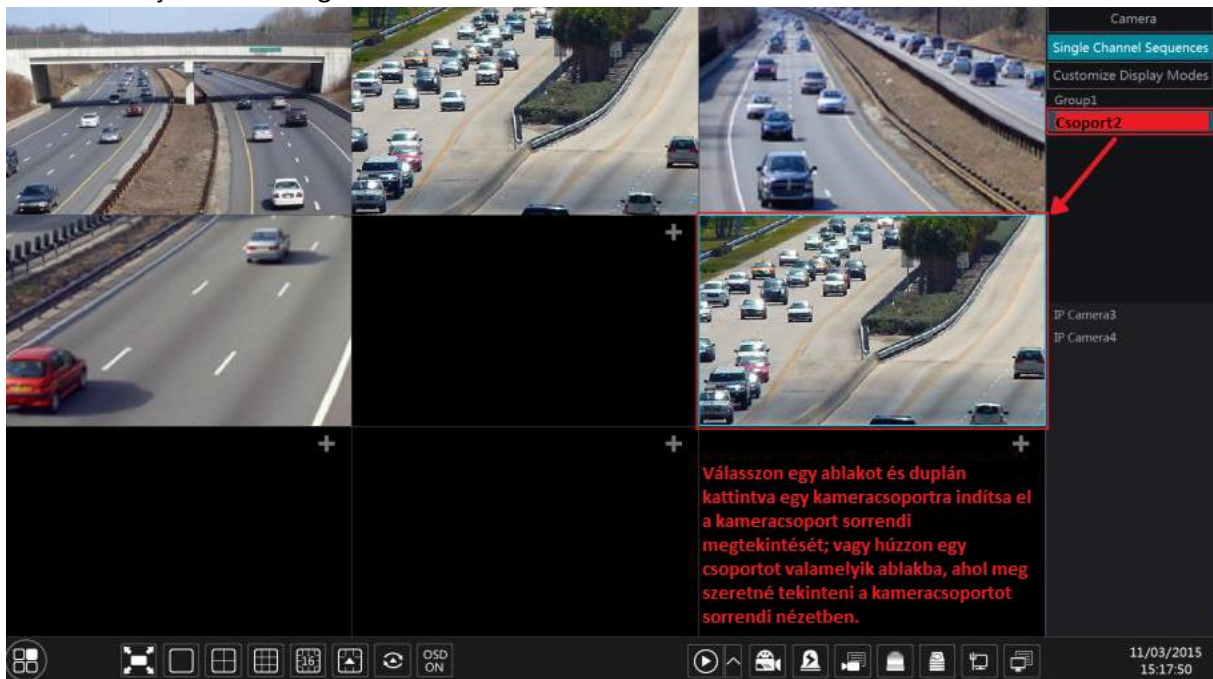 Camera
Single Channel Sequences
Customize Display Modes
Group1
Csoport2
IP Camera3
IP Camera4
Válasszon egy ablakot és duplán
kattintva egy kameracsoportra indítsa el
a kameracsoport sorrendi
megtekintését; vagy húzzon egy
csoportot valamelyik ablakba, ahol meg
szeretné tekinteni a kameracsoportot
sorrendi nézetben.
16
OSD
ON
11/03/2015
15:17:50